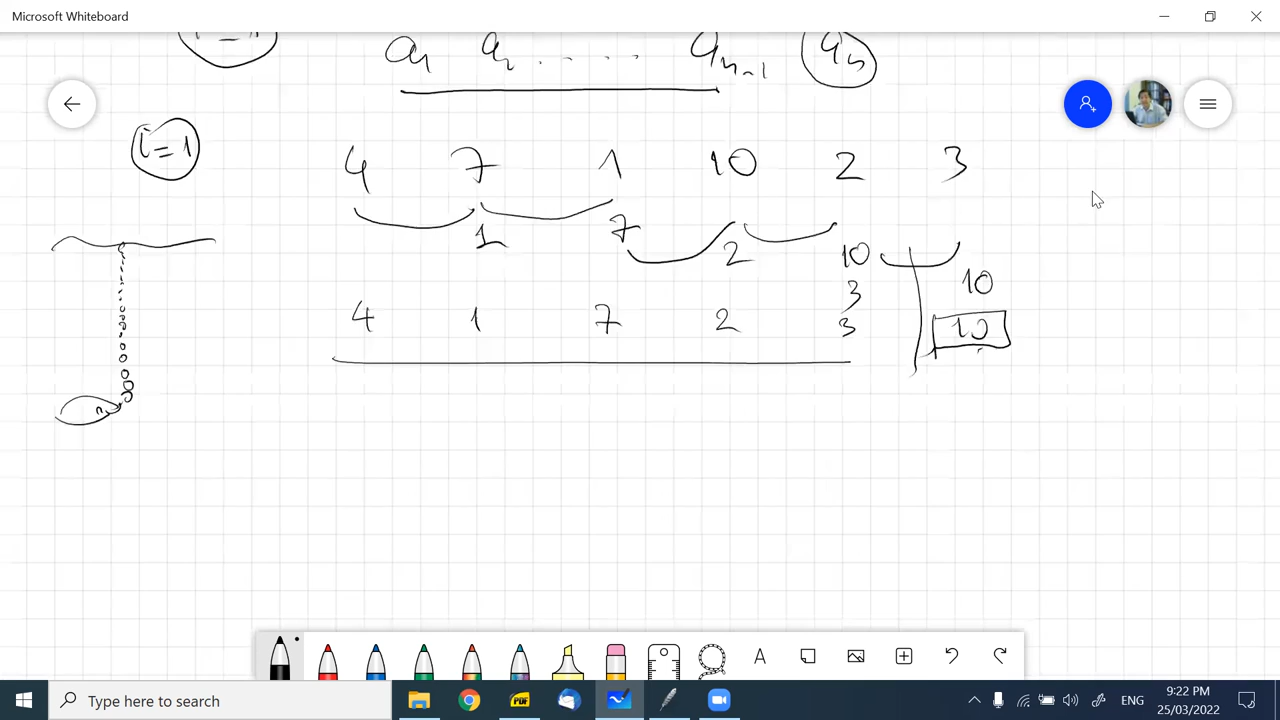 Microsoft Whiteboard
a₁ a₂ . . . . . aₙ₋₁ aₙ
i=1
4 7 1 10 2 3
1 7 2 10 10
3
4 1 7 2 3 10
A
Type here to search
PDF
ENG
9:22 PM
25/03/2022